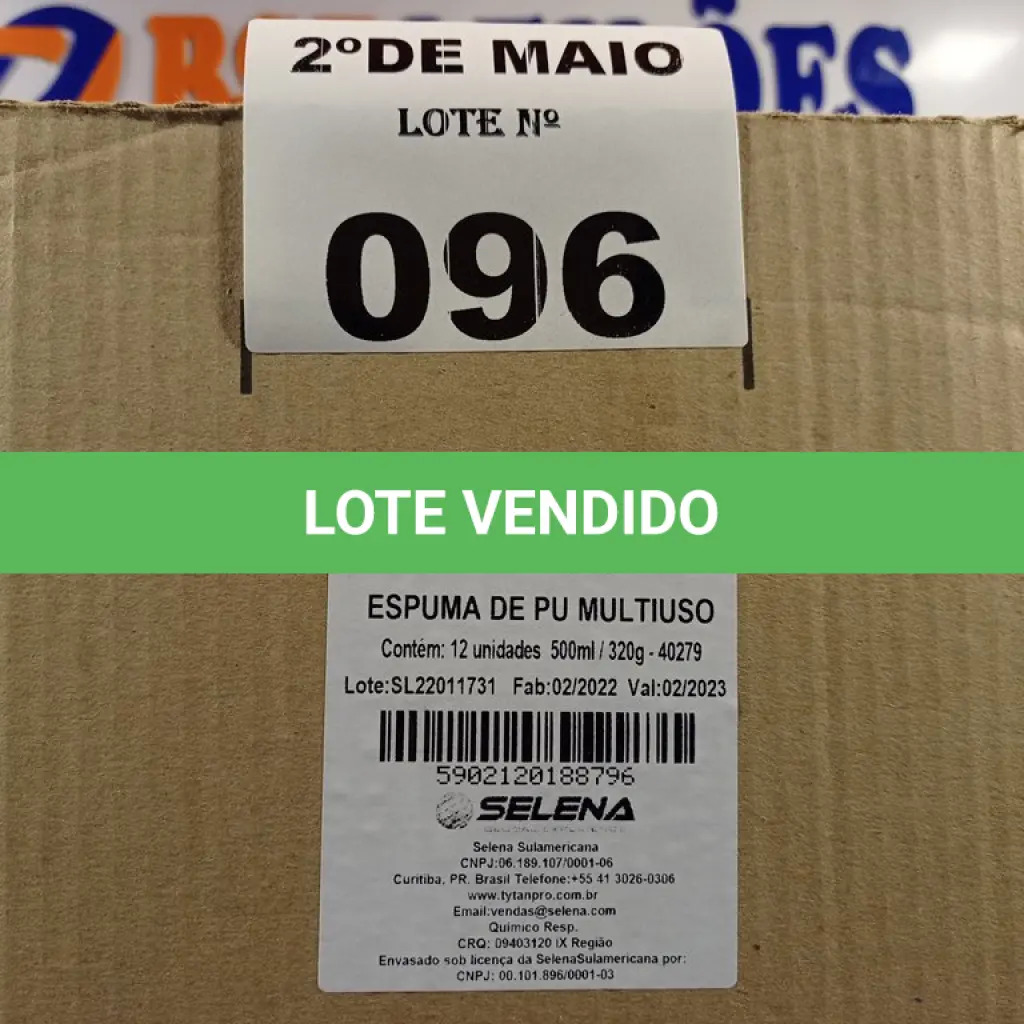 2º DE MAIO
LOTE Nº
096
LOTE VENDIDO
ESPUMA DE PU MULTIUSO
Contém: 12 unidades 500ml / 320g - 40279
Lote:SL22011731 Fab:02/2022 Val:02/2023
5902120188796
SELENA
Selena Sulamericana
CNPJ:06.189.107/0001-06
Curitiba, PR. Brasil Telefone:+55 41 3026-0306
www.tytanpro.com.br
Email:vendas@selena.com
Químico Resp.
CRQ: 09403120 IX Região
Envasado sob licença da SelenaSulamericana por:
CNPJ: 00.101.896/0001-03